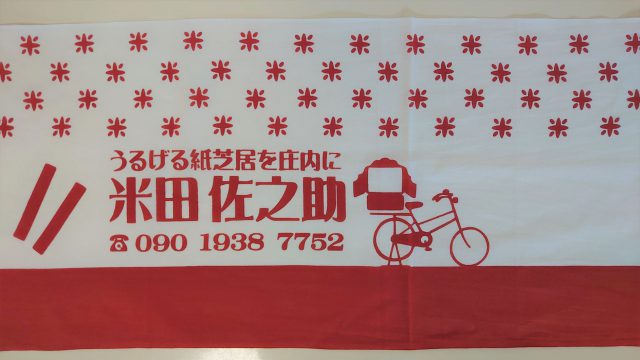 うるげる紙芝居を庄内に
米田 佐之助
☎ 090 1938 7752